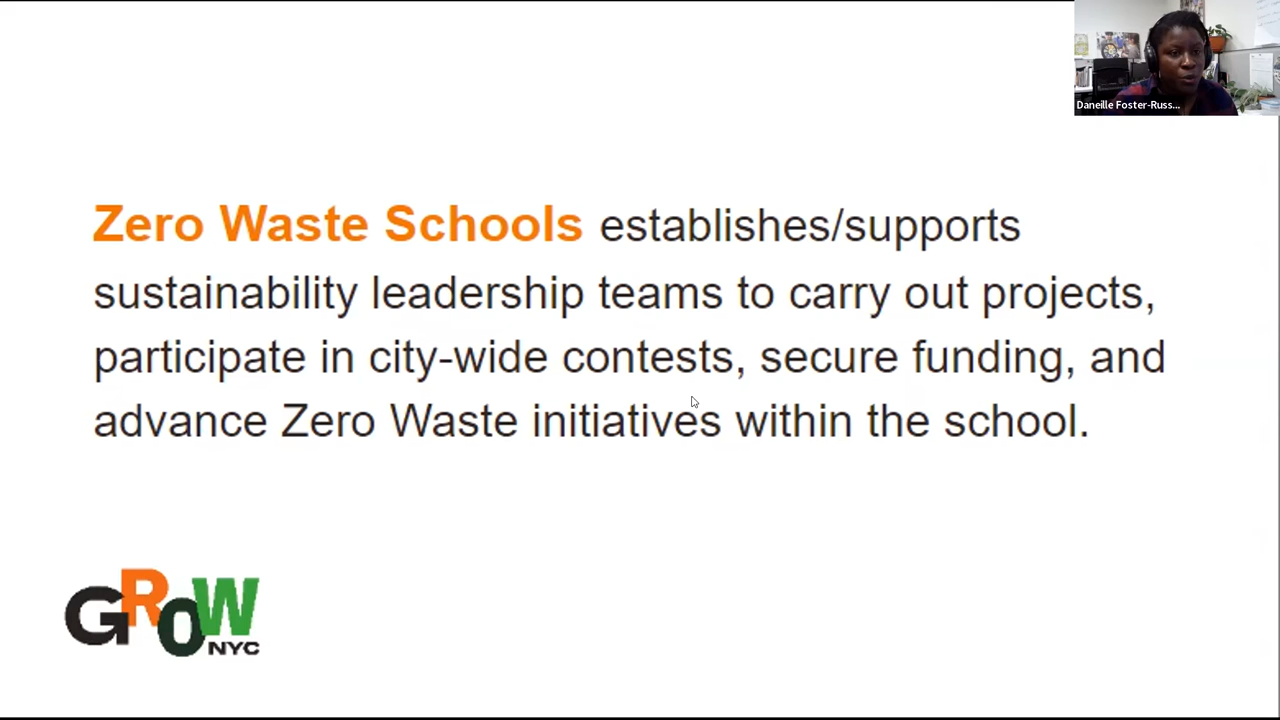 Daneille Foster-Russ...
Zero Waste Schools establishes/supports
sustainability leadership teams to carry out projects,
participate in city-wide contests, secure funding, and
advance Zero Waste initiatives within the school.
GROW
NYC